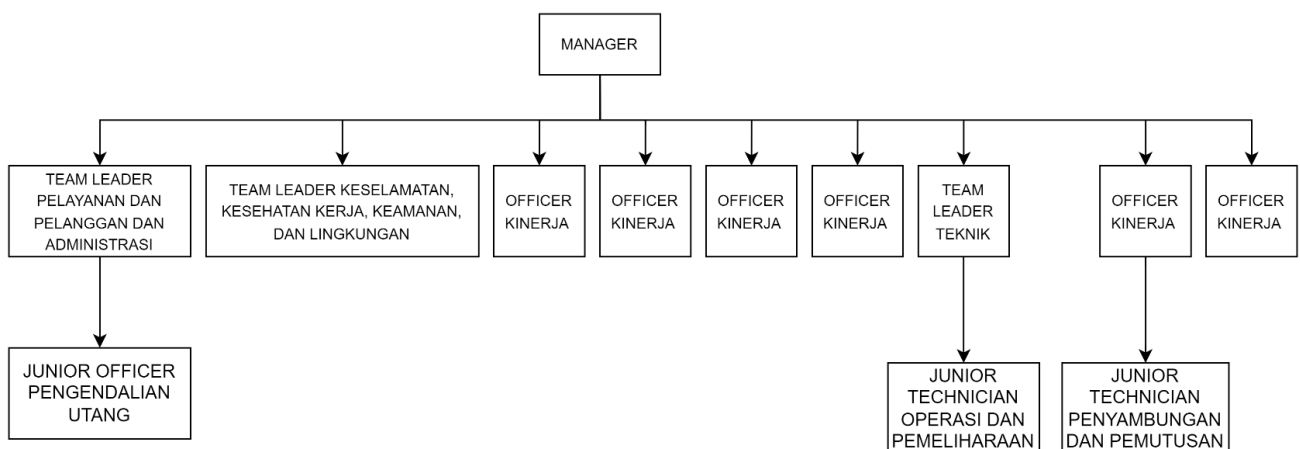 MANAGER
TEAM LEADER
PELAYANAN DAN
PELANGGAN DAN
ADMINISTRASI
TEAM LEADER KESELAMATAN,
KESEHATAN KERJA, KEAMANAN,
DAN LINGKUNGAN
OFFICER
KINERJA
OFFICER
KINERJA
OFFICER
KINERJA
OFFICER
KINERJA
TEAM
LEADER
TEKNIK
OFFICER
KINERJA
OFFICER
KINERJA
JUNIOR OFFICER
PENGENDALIAN
UTANG
JUNIOR
TECHNICIAN
OPERASI DAN
PEMELIHARAAN
JUNIOR
TECHNICIAN
PENYAMBUNGAN
DAN PEMUTUSAN